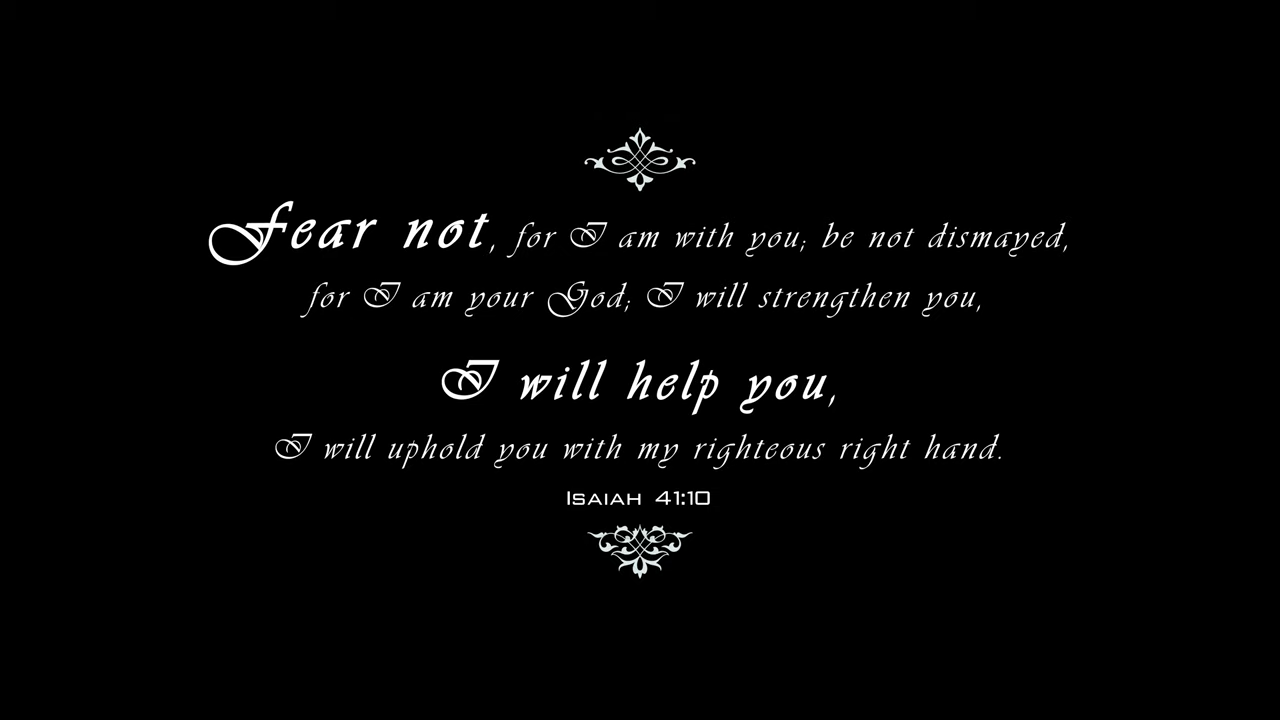 Fear not, for I am with you; be not dismayed,
for I am your God; I will strengthen you,
I will help you,
I will uphold you with my righteous right hand.
Isaiah 41:10